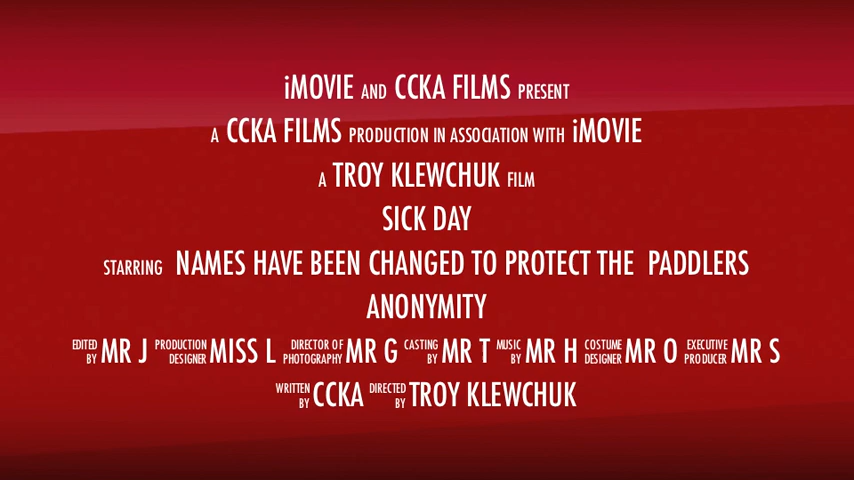 iMOVIE AND CCKA FILMS PRESENT
A CCKA FILMS PRODUCTION IN ASSOCIATION WITH iMOVIE
A TROY KLEWCHUK FILM
SICK DAY
STARRING NAMES HAVE BEEN CHANGED TO PROTECT THE PADDLERS
ANONYMITY
EDITED BY MR J PRODUCTION DESIGNER MISS L DIRECTOR OF PHOTOGRAPHY MR G CASTING BY MR T MUSIC BY MR H COSTUME DESIGNER MR O EXECUTIVE PRODUCER MR S
WRITTEN BY CCKA DIRECTED BY TROY KLEWCHUK